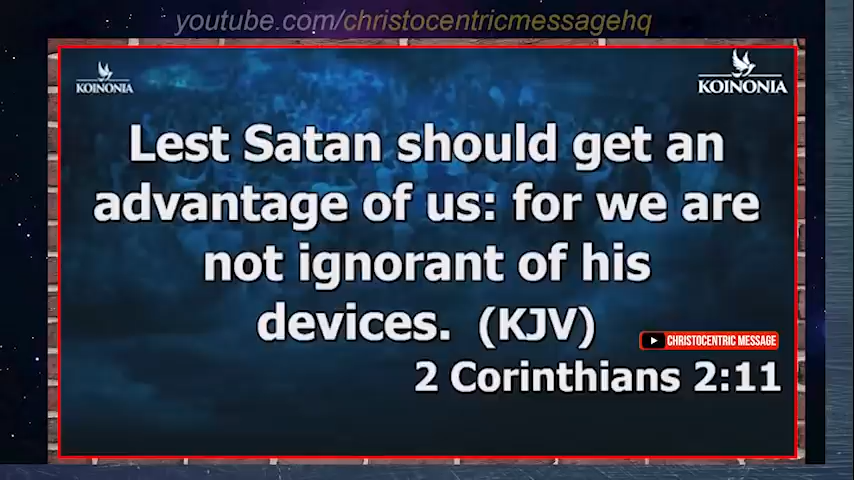 youtube.com/christocentricmessagehq
KOINONIA
KOINONIA
Lest Satan should get an
advantage of us: for we are
not ignorant of his
devices. (KJV)
CHRISTOCENTRIC MESSAGE
2 Corinthians 2:11